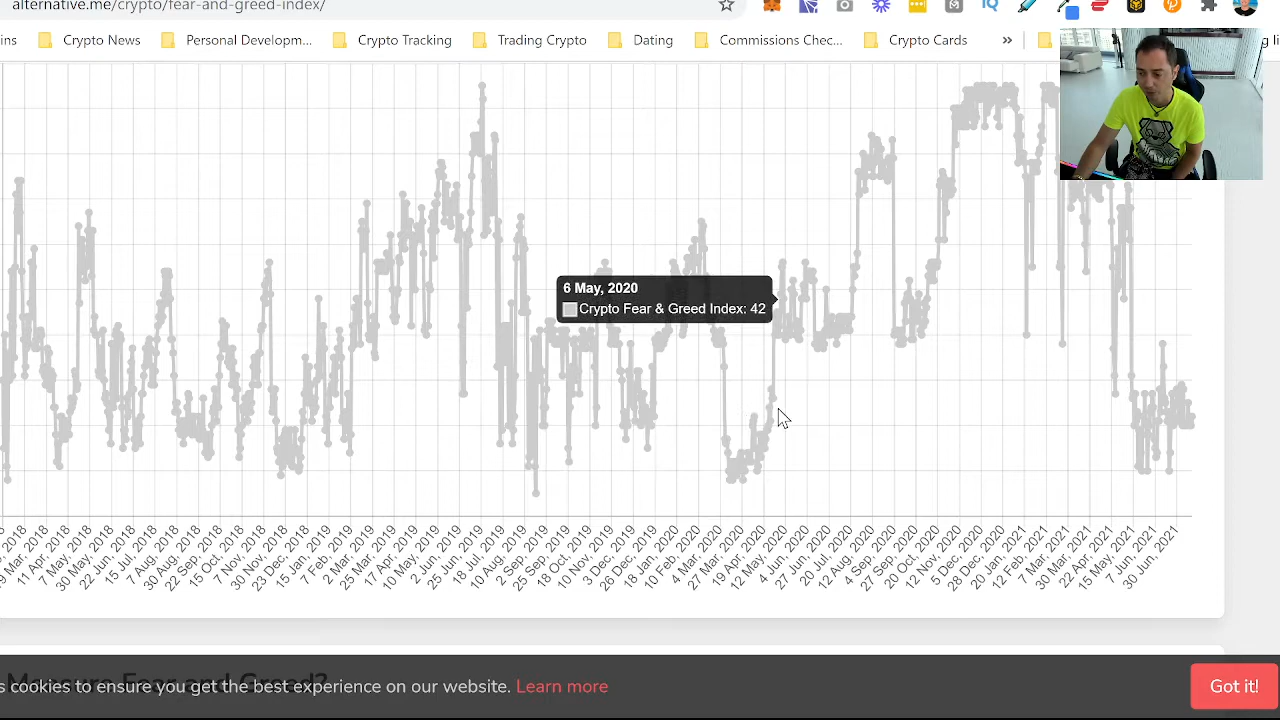 alternative.me/crypto/fear-and-greed-index/
ins Crypto News Personal Developm... Crypto Tracking Trade Crypto Dating Commissions Conc... Crypto Cards »
6 May, 2020
Crypto Fear & Greed Index: 42
9 Mar, 2018
11 Apr, 2018
7 May, 2018
30 May, 2018
22 Jun, 2018
15 Jul, 2018
7 Aug, 2018
30 Aug, 2018
22 Sep, 2018
15 Oct, 2018
7 Nov, 2018
30 Nov, 2018
23 Dec, 2018
15 Jan, 2019
7 Feb, 2019
2 Mar, 2019
25 Mar, 2019
17 Apr, 2019
10 May, 2019
2 Jun, 2019
25 Jun, 2019
18 Jul, 2019
10 Aug, 2019
2 Sep, 2019
25 Sep, 2019
18 Oct, 2019
10 Nov, 2019
3 Dec, 2019
26 Dec, 2019
18 Jan, 2020
10 Feb, 2020
4 Mar, 2020
27 Mar, 2020
19 Apr, 2020
12 May, 2020
4 Jun, 2020
27 Jun, 2020
20 Jul, 2020
12 Aug, 2020
4 Sep, 2020
27 Sep, 2020
20 Oct, 2020
12 Nov, 2020
5 Dec, 2020
28 Dec, 2020
20 Jan, 2021
12 Feb, 2021
7 Mar, 2021
30 Mar, 2021
22 Apr, 2021
15 May, 2021
7 Jun, 2021
30 Jun, 2021
Measure Fear and Greed?
s cookies to ensure you get the best experience on our website. Learn more
Got it!